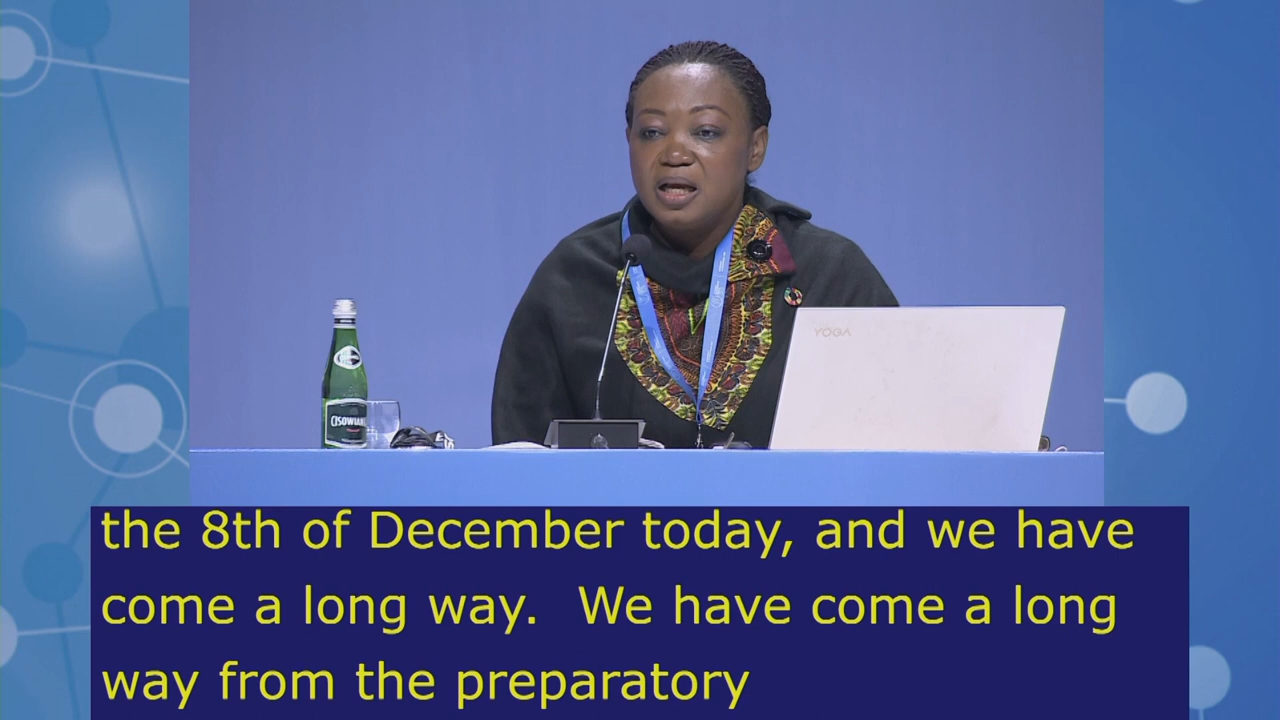 YOGA
CISOWIAN
the 8th of December today, and we have
come a long way.  We have come a long
way from the preparatory